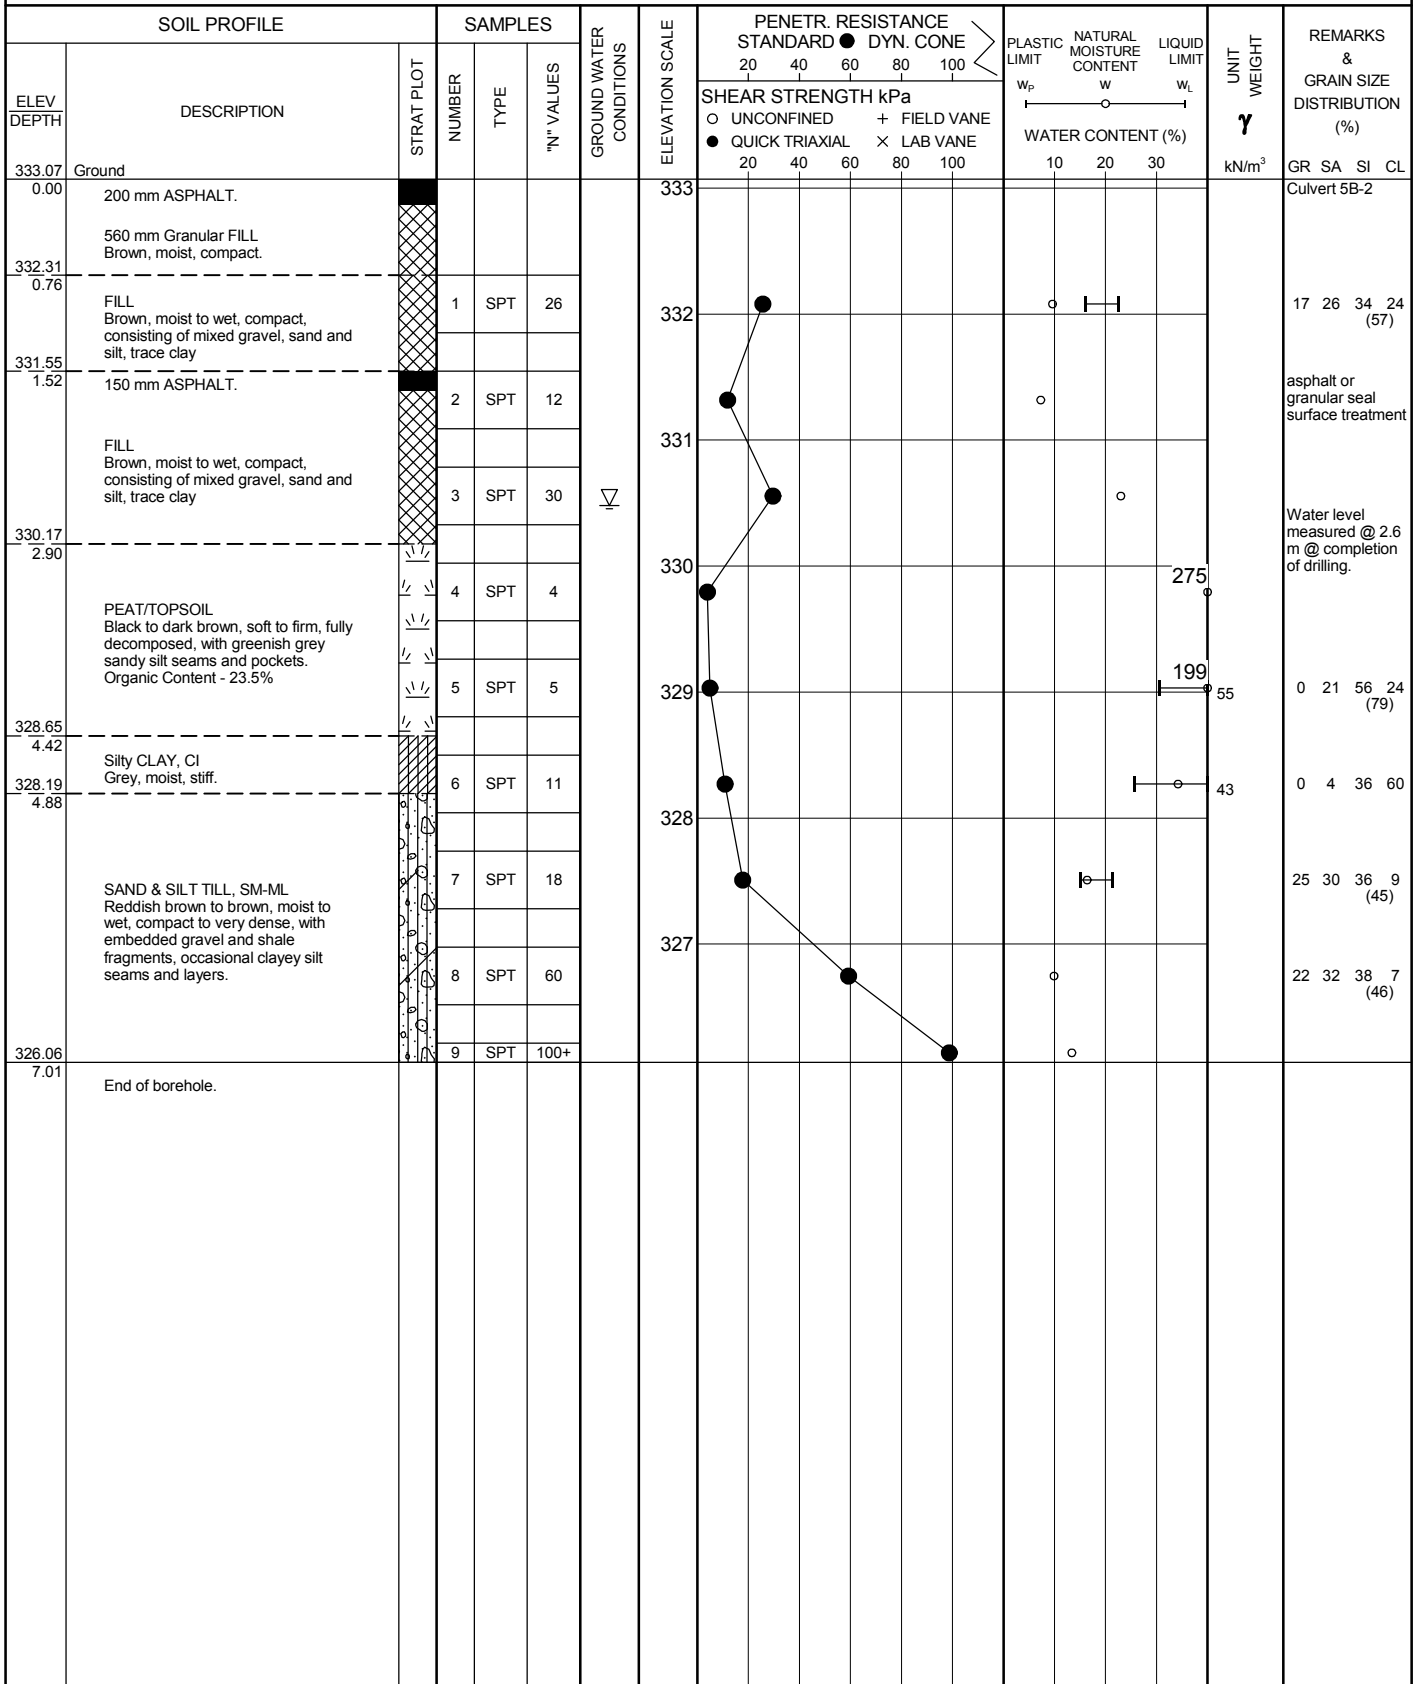 SOIL PROFILE
SAMPLES
GROUND WATER
CONDITIONS
ELEVATION SCALE
PENETR. RESISTANCE
STANDARD ● DYN. CONE
20 40 60 80 100
SHEAR STRENGTH kPa
○ UNCONFINED + FIELD VANE
● QUICK TRIAXIAL × LAB VANE
20 40 60 80 100
PLASTIC
LIMIT
NATURAL
MOISTURE
CONTENT
LIQUID
LIMIT
wP w wL
WATER CONTENT (%)
10 20 30
UNIT
WEIGHT
γ
kN/m³
REMARKS
&
GRAIN SIZE
DISTRIBUTION
(%)
GR SA SI CL
ELEV
DEPTH
DESCRIPTION
STRAT PLOT
NUMBER
TYPE
"N" VALUES
333.07 Ground
0.00
200 mm ASPHALT.
333
Culvert 5B-2
560 mm Granular FILL
Brown, moist, compact.
332.31
0.76
FILL
Brown, moist to wet, compact,
consisting of mixed gravel, sand and
silt, trace clay
1 SPT 26
332
17 26 34 24
(57)
331.55
1.52
150 mm ASPHALT.
2 SPT 12
asphalt or
granular seal
surface treatment
331
FILL
Brown, moist to wet, compact,
consisting of mixed gravel, sand and
silt, trace clay
3 SPT 30
Water level
measured @ 2.6
m @ completion
of drilling.
330.17
2.90
330
275
4 SPT 4
PEAT/TOPSOIL
Black to dark brown, soft to firm, fully
decomposed, with greenish grey
sandy silt seams and pockets.
Organic Content - 23.5%
199
5 SPT 5
329
55
0 21 56 24
(79)
328.65
4.42
Silty CLAY, CI
Grey, moist, stiff.
6 SPT 11
43
0 4 36 60
328.19
4.88
328
7 SPT 18
25 30 36 9
(45)
SAND & SILT TILL, SM-ML
Reddish brown to brown, moist to
wet, compact to very dense, with
embedded gravel and shale
fragments, occasional clayey silt
seams and layers.
327
8 SPT 60
22 32 38 7
(46)
9 SPT 100+
326.06
7.01
End of borehole.